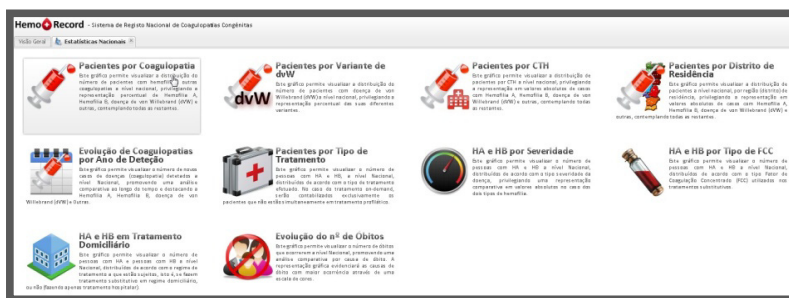 Hemo Record - Sistema de Registo Nacional de Coagulopatias Congénitas
Visão Geral Estatísticas Nacionais
Pacientes por Coagulopatia
Este gráfico permite visualizar a distribuição do
número de pacientes com hemofilia e outras
coagulopatias a nível nacional, privilegiando a
representação percentual de Hemofilia A,
Hemofilia B, doença de von Willebrand (dWV) e
outras, contemplando todas as restantes.
dvW
Pacientes por Variante de
dvW
Este gráfico permite visualizar a distribuição do
número de pacientes com doença de von
Willebrand (dWV) a nível nacional, privilegiando a
representação percentual das suas diferentes
variantes.
Pacientes por CTH
Este gráfico permite visualizar a distribuição de
pacientes por CTH a nível nacional, privilegiando a
representação em valores absolutos de casos
com Hemofilia A, Hemofilia B, doença de von
Willebrand (dWV) e outras, contemplando todas as
restantes.
Pacientes por Distrito de
Residência
Este gráfico permite visualizar a distribuição de
pacientes a nível nacional, por região (distrito) de
residência, privilegiando a representação em
valores absolutos de casos com Hemofilia A,
Hemofilia B, doença de von Willebrand (dWV) e
outras, contemplando todas as restantes.
Evolução de Coagulopatias
por Ano de Deteção
Este gráfico permite visualizar o número de novos
casos de doenças (coagulopatia) detetados a
nível Nacional, promovendo uma análise
comparativa ao longo do tempo e destacando a
Hemofilia A, Hemofilia B, doença de von
Willebrand (dWV) e Outras.
Pacientes por Tipo de
Tratamento
Este gráfico permite visualizar o número de
pessoas com HA e HB, a nível Nacional,
distribuídos de acordo com o tipo de tratamento
efetuado. No caso do tratamento on-demand,
serão contabilizados exclusivamente os
pacientes que não estão simultaneamente em tratamento profilático.
HA e HB por Severidade
Este gráfico permite visualizar o número de
pessoas com HA e HB, a nível Nacional,
distribuídos de acordo com o tipo e severidade da
doença, privilegiando uma representação
comparativa em valores absolutos no caso dos
dois tipos de hemofilia.
HA e HB por Tipo de FCC
Este gráfico permite visualizar o número de
pessoas com HA e HB, a nível Nacional,
distribuídos de acordo com o tipo Fator de
Coagulação Concentrado (FCC) utilizados nos
tratamentos substitutivos.
HA e HB em Tratamento
Domiciliário
Este gráfico permite visualizar o número de
pessoas com HA e pessoas com HB a nível
Nacional, distribuídos de acordo com o regime de
tratamento a que estão sujeitas, isto é, se fazem
tratamento substitutivo em regime domiciliário,
ou não (fazendo apenas tratamento hospitalar).
Evolução do nº de Óbitos
Este gráfico permite visualizar o número de óbitos
que ocorreram a nível Nacional, promovendo uma
análise comparativa por causa de óbito. A
representação gráfica evidenciará as causas de
óbito com maior ocorrência através de uma
escala de cores.